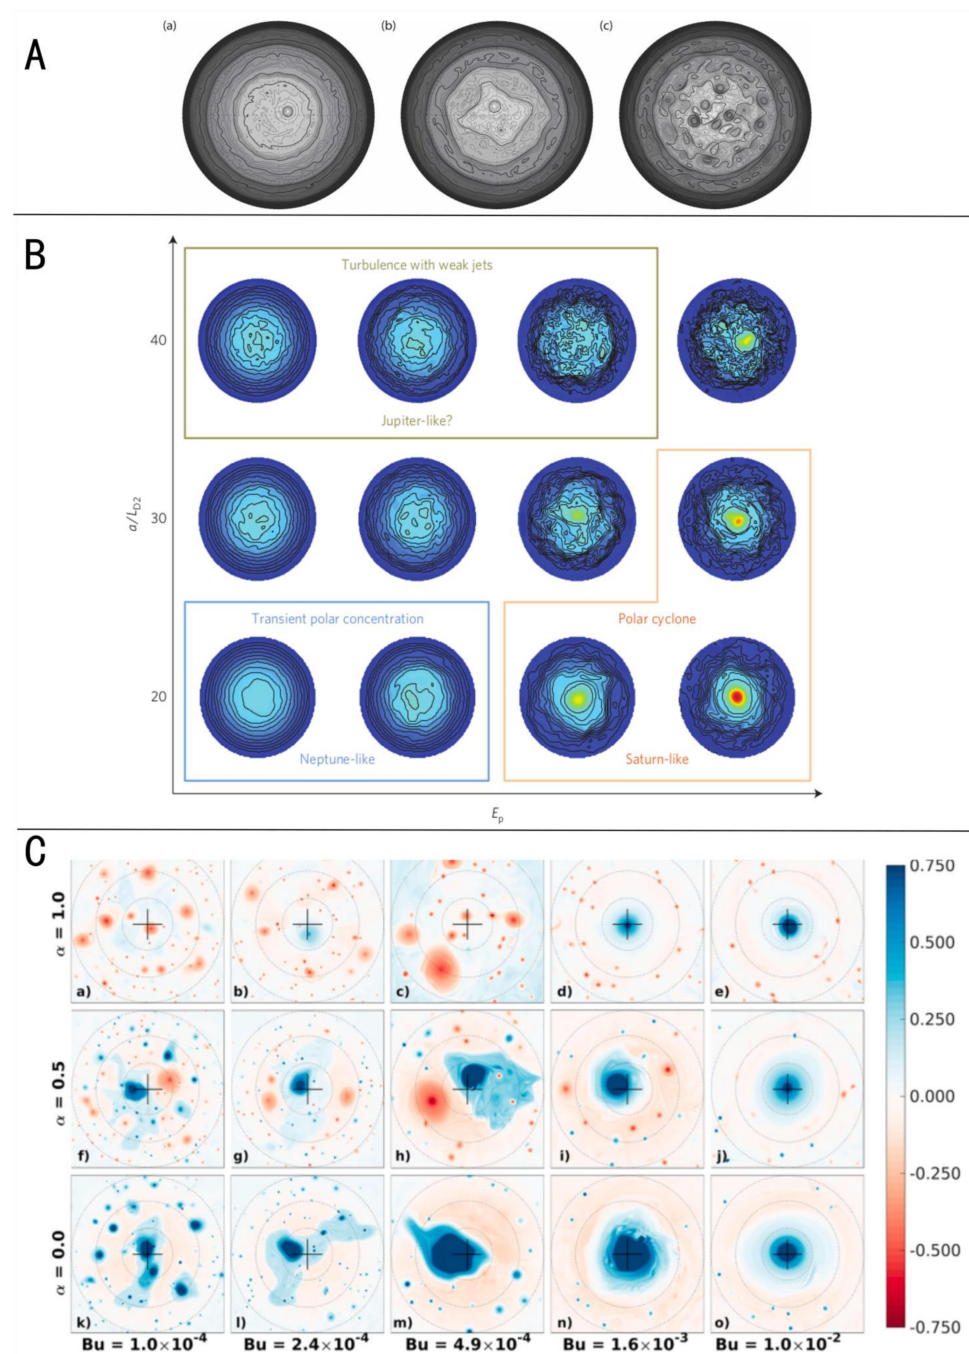 A
(a)
(b)
(c)
B
Turbulence with weak jets
40
Jupiter-like?
a/L_D2
30
Transient polar concentration
Polar cyclone
20
Neptune-like
Saturn-like
E_p
C
α = 1.0
a)
b)
c)
d)
e)
α = 0.5
f)
g)
h)
i)
j)
α = 0.0
k)
l)
m)
n)
o)
Bu = 1.0×10⁻⁴
Bu = 2.4×10⁻⁴
Bu = 4.9×10⁻⁴
Bu = 1.6×10⁻³
Bu = 1.0×10⁻²
0.750
0.500
0.250
0.000
-0.250
-0.500
-0.750